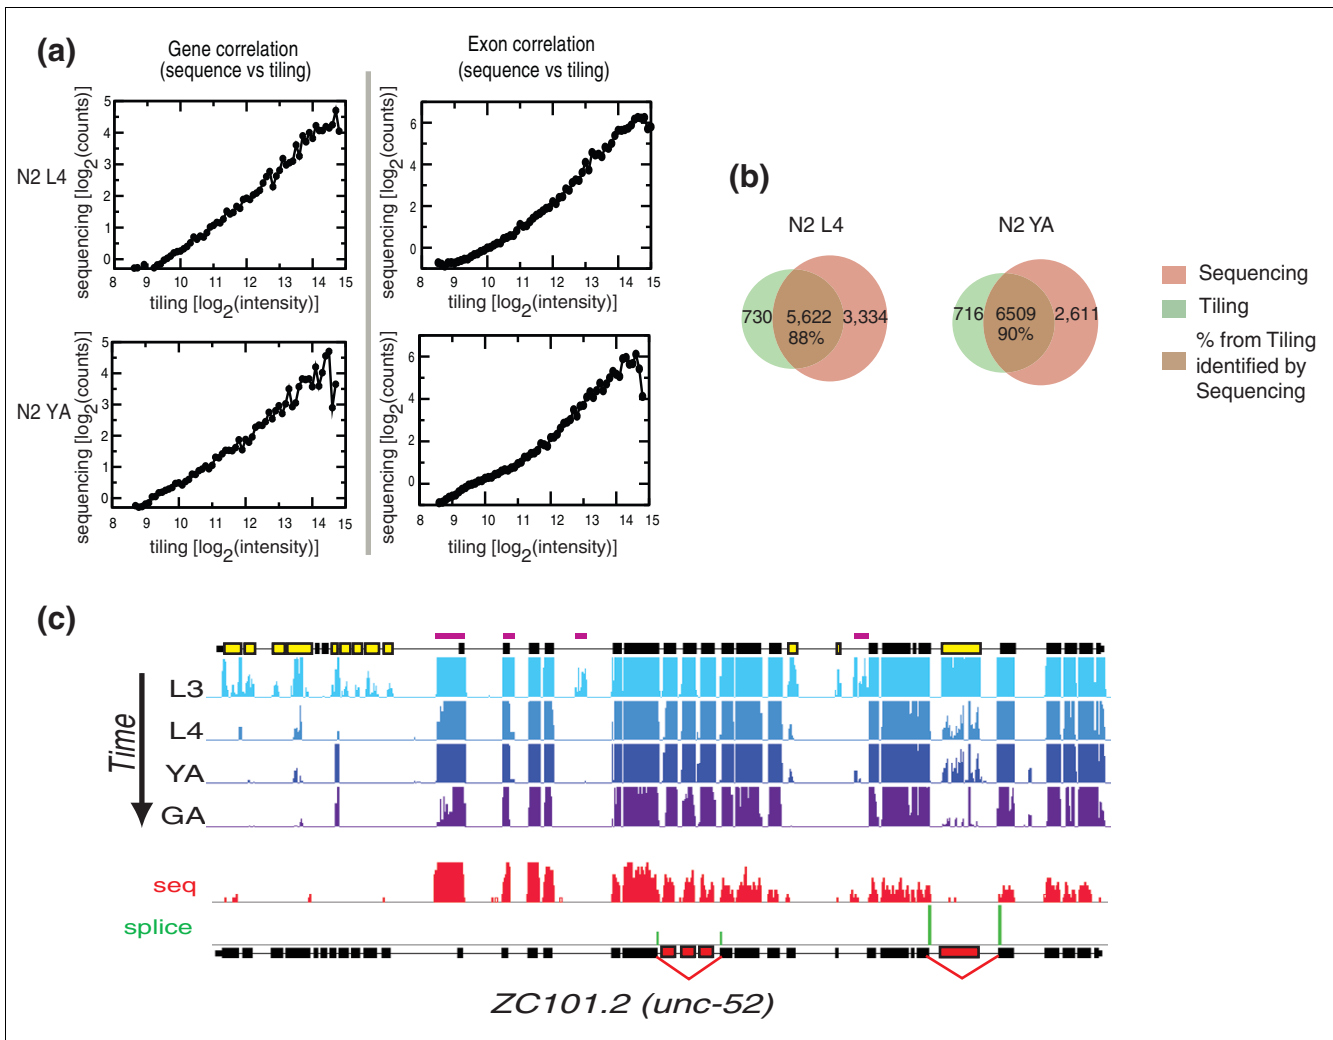 (a)
Gene correlation
(sequence vs tiling)
Exon correlation
(sequence vs tiling)
N2 L4
sequencing [log2(counts)]
5
4
3
2
1
0
8 9 10 11 12 13 14 15
tiling [log2(intensity)]
sequencing [log2(counts)]
6
4
2
0
8 9 10 11 12 13 14 15
tiling [log2(intensity)]
N2 YA
sequencing [log2(counts)]
5
4
3
2
1
0
8 9 10 11 12 13 14 15
tiling [log2(intensity)]
sequencing [log2(counts)]
6
4
2
0
8 9 10 11 12 13 14 15
tiling [log2(intensity)]
(b)
N2 L4
730 5,622 3,334
88%
N2 YA
716 6509 2,611
90%
Sequencing
Tiling
% from Tiling
identified by
Sequencing
(c)
Time
L3
L4
YA
GA
seq
splice
ZC101.2 (unc-52)